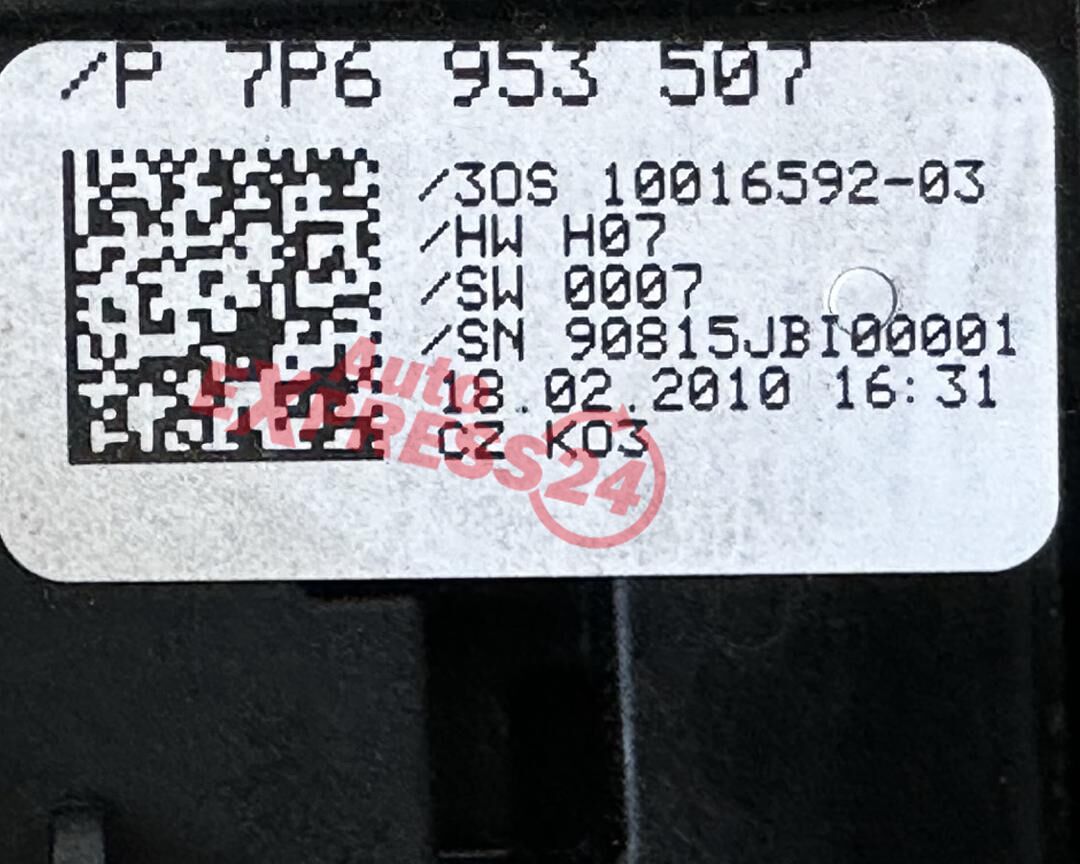 /P 7P6 953 507
/3OS 10016592-03
/HW H07
/SW 0007
/SN 90815JBI00001
18.02.2010 16:31
CZ KO3
Auto
EXPRESS24